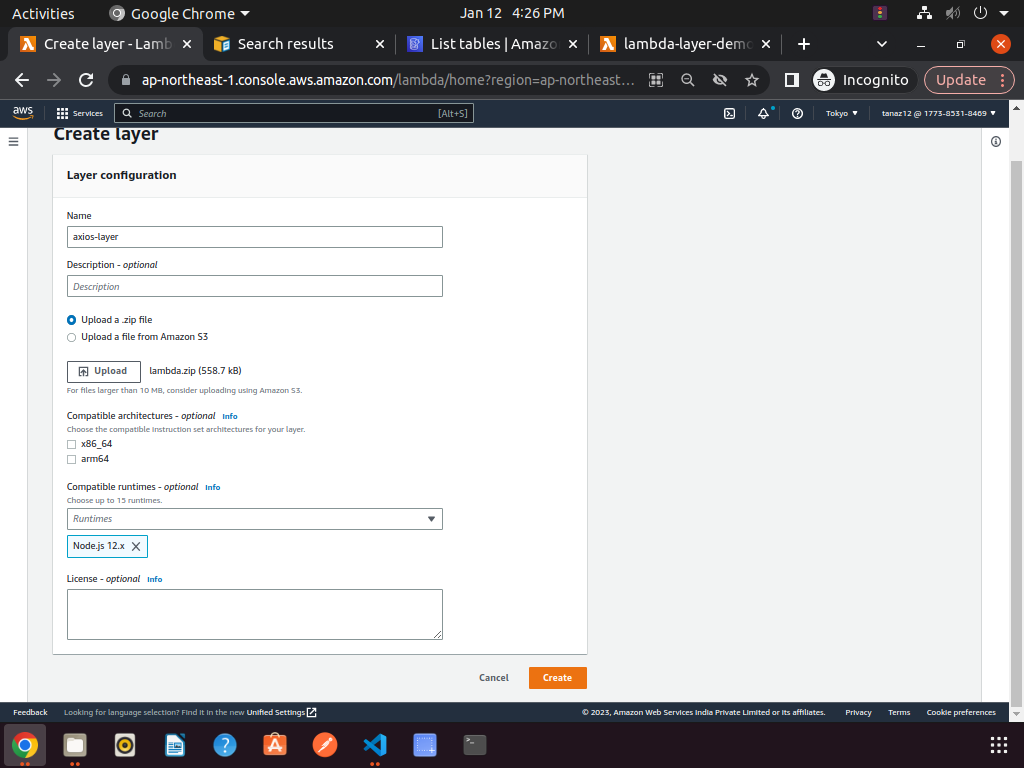 Activities
Google Chrome
Jan 12 4:26 PM
Create layer - Lamb
Search results
List tables | Amazo
lambda-layer-demo
ap-northeast-1.console.aws.amazon.com/lambda/home?region=ap-northeast...
Incognito
Update
aws
Services
Search
[Alt+S]
Tokyo
tanaz12 @ 1773-8531-8469
Create layer
Layer configuration
Name
axios-layer
Description - optional
Description
Upload a .zip file
Upload a file from Amazon S3
Upload
lambda.zip (558.7 kB)
For files larger than 10 MB, consider uploading using Amazon S3.
Compatible architectures - optional Info
Choose the compatible instruction set architectures for your layer.
x86_64
arm64
Compatible runtimes - optional Info
Choose up to 15 runtimes.
Runtimes
Node.js 12.x
License - optional Info
Cancel
Create
Feedback
Looking for language selection? Find it in the new Unified Settings
© 2023, Amazon Web Services India Private Limited or its affiliates.
Privacy
Terms
Cookie preferences